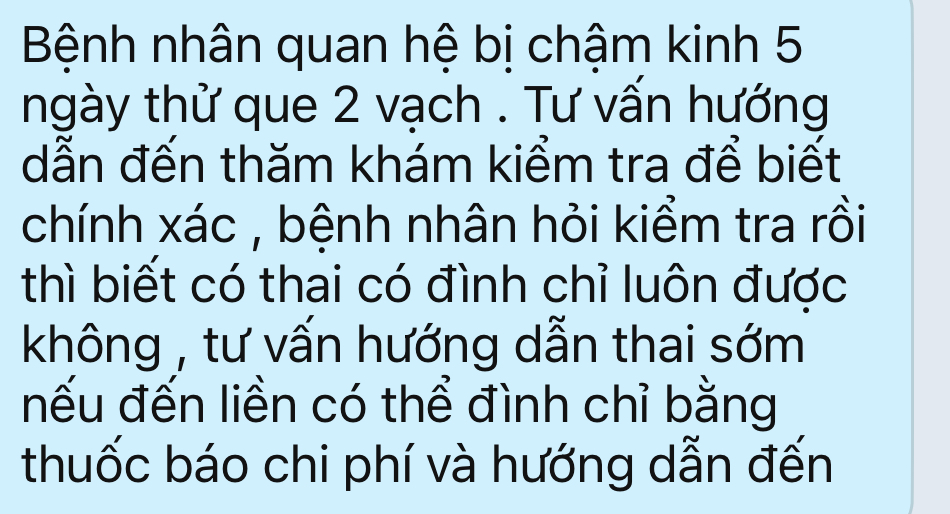 Bệnh nhân quan hệ bị chậm kinh 5
ngày thử que 2 vạch . Tư vấn hướng
dẫn đến thăm khám kiểm tra để biết
chính xác , bệnh nhân hỏi kiểm tra rồi
thì biết có thai có đình chỉ luôn được
không , tư vấn hướng dẫn thai sớm
nếu đến liền có thể đình chỉ bằng
thuốc báo chi phí và hướng dẫn đến